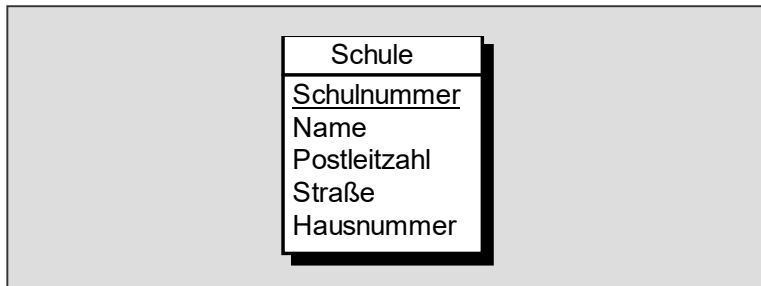 Schule
Schulnummer
Name
Postleitzahl
Straße
Hausnummer